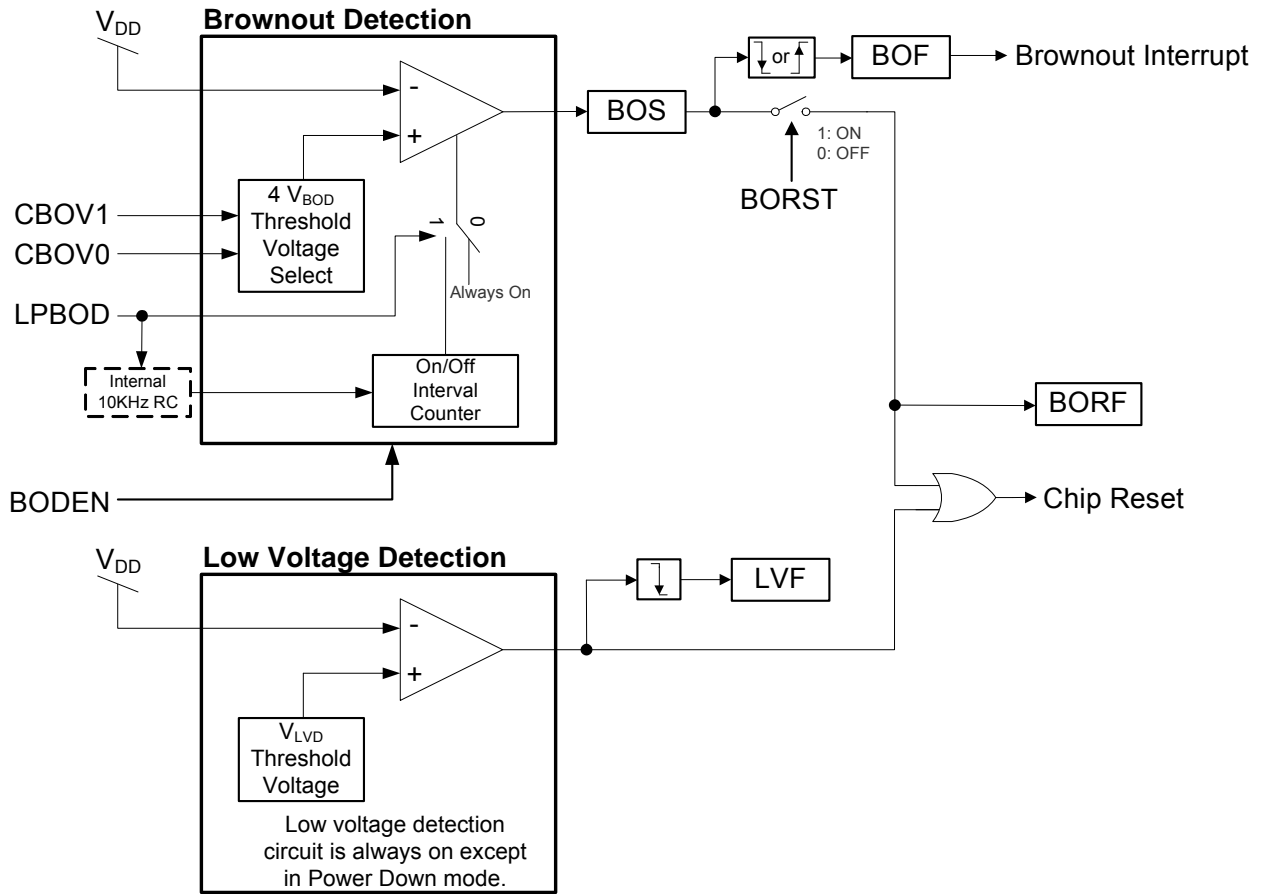 Brownout Detection
VDD
-
+
4 VBOD
Threshold
Voltage
Select
CBOV1
CBOV0
LPBOD
1
0
Always On
Internal
10KHz RC
On/Off
Interval
Counter
BODEN
BOS
or
BOF
Brownout Interrupt
1: ON
0: OFF
BORST
BORF
Chip Reset
Low Voltage Detection
VDD
-
+
VLVD
Threshold
Voltage
Low voltage detection
circuit is always on except
in Power Down mode.
LVF